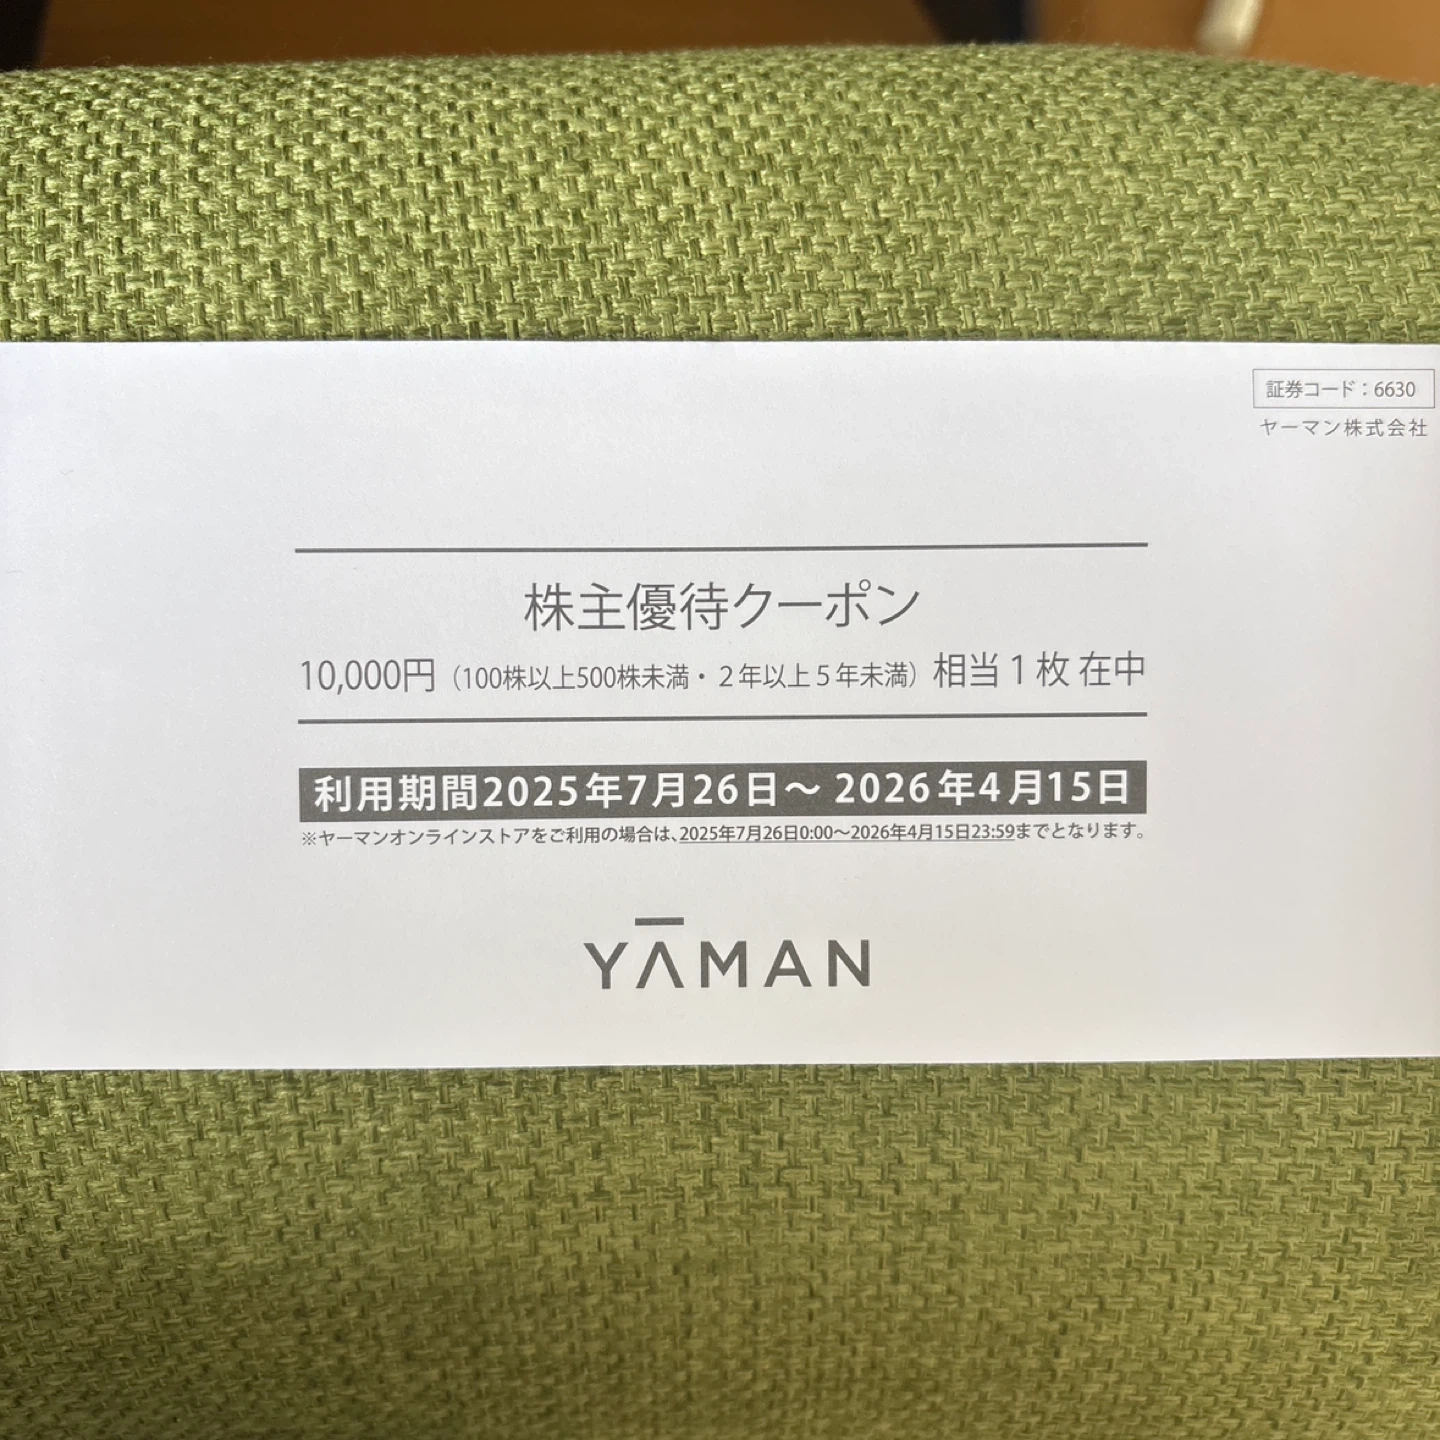 証券コード：6630
ヤーマン株式会社
株主優待クーポン
10,000円（100株以上500株未満・２年以上５年未満）相当１枚 在中
利用期間2025年7月26日～ 2026年4月15日
※ヤーマンオンラインストアをご利用の場合は、2025年7月26日0:00～2026年4月15日23:59までとなります。
YĀMAN